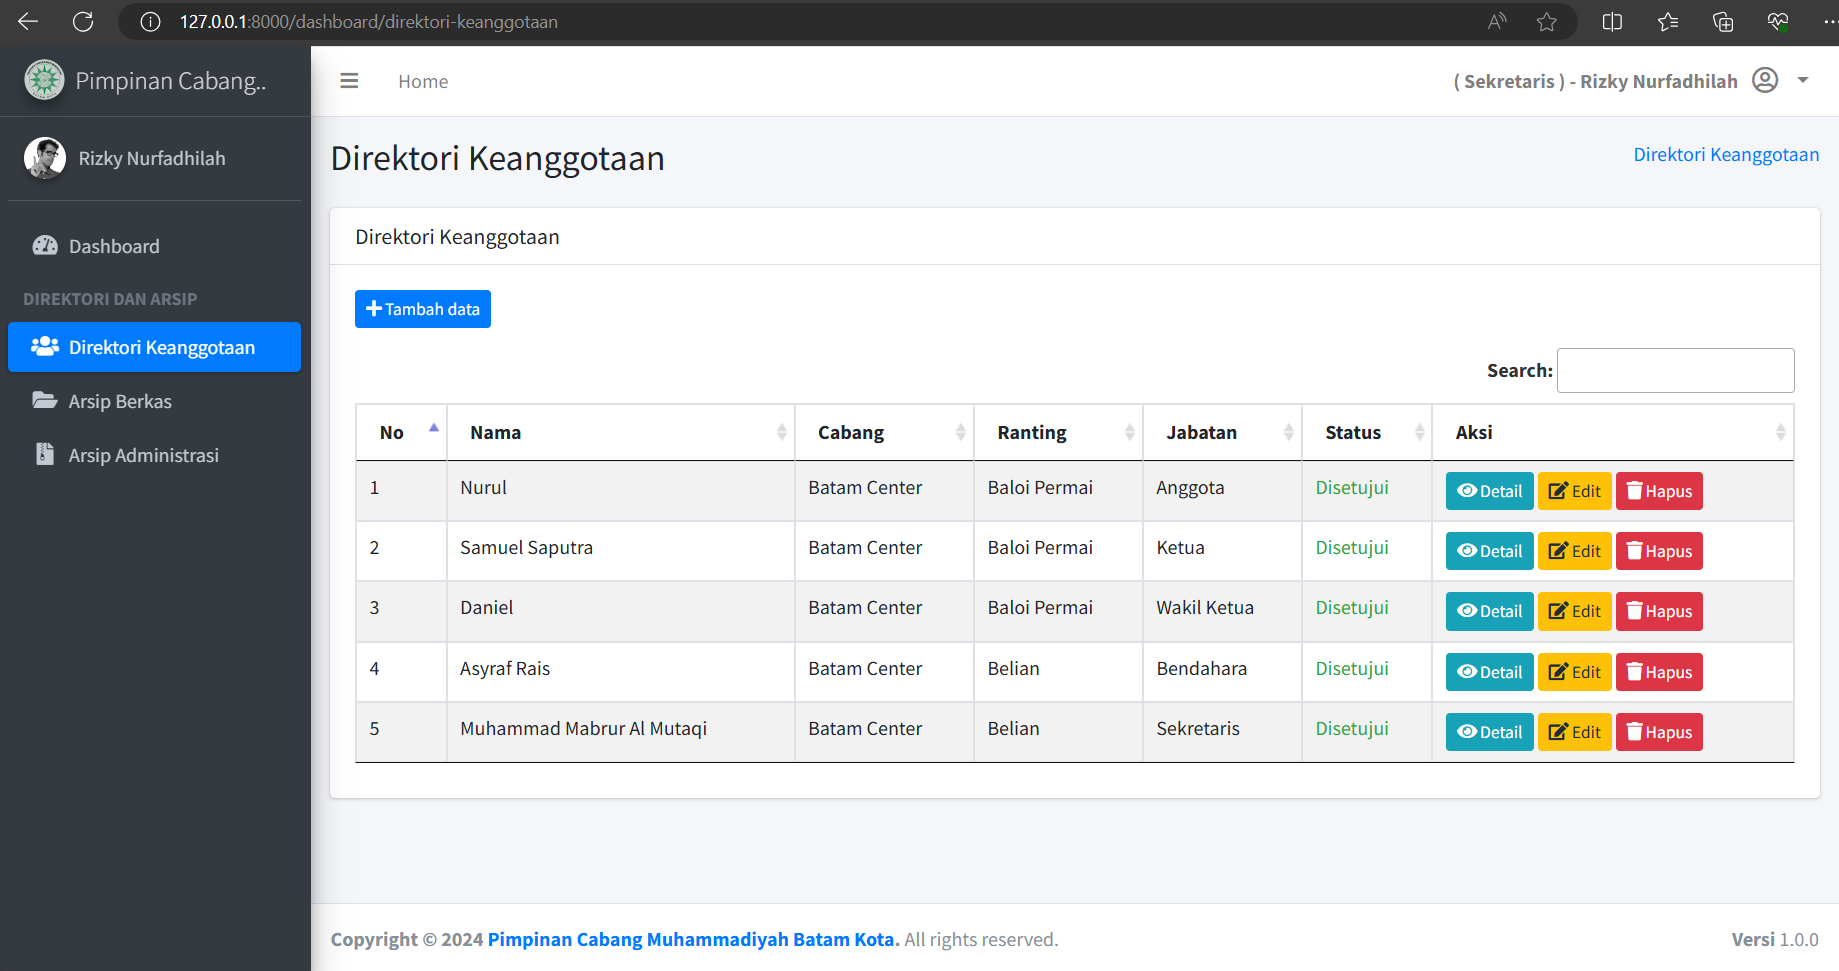 127.0.0.1:8000/dashboard/direktori-keanggotaan
Pimpinan Cabang..
Home
( Sekretaris ) - Rizky Nurfadhilah
Rizky Nurfadhilah
Direktori Keanggotaan
Direktori Keanggotaan
Dashboard
DIREKTORI DAN ARSIP
Direktori Keanggotaan
Arsip Berkas
Arsip Administrasi
Direktori Keanggotaan
Tambah data
Search:
No Nama Cabang Ranting Jabatan Status Aksi
1 Nurul Batam Center Baloi Permai Anggota Disetujui Detail Edit Hapus
2 Samuel Saputra Batam Center Baloi Permai Ketua Disetujui Detail Edit Hapus
3 Daniel Batam Center Baloi Permai Wakil Ketua Disetujui Detail Edit Hapus
4 Asyraf Rais Batam Center Belian Bendahara Disetujui Detail Edit Hapus
5 Muhammad Mabrur Al Mutaqi Batam Center Belian Sekretaris Disetujui Detail Edit Hapus
Copyright © 2024 Pimpinan Cabang Muhammadiyah Batam Kota. All rights reserved.
Versi 1.0.0